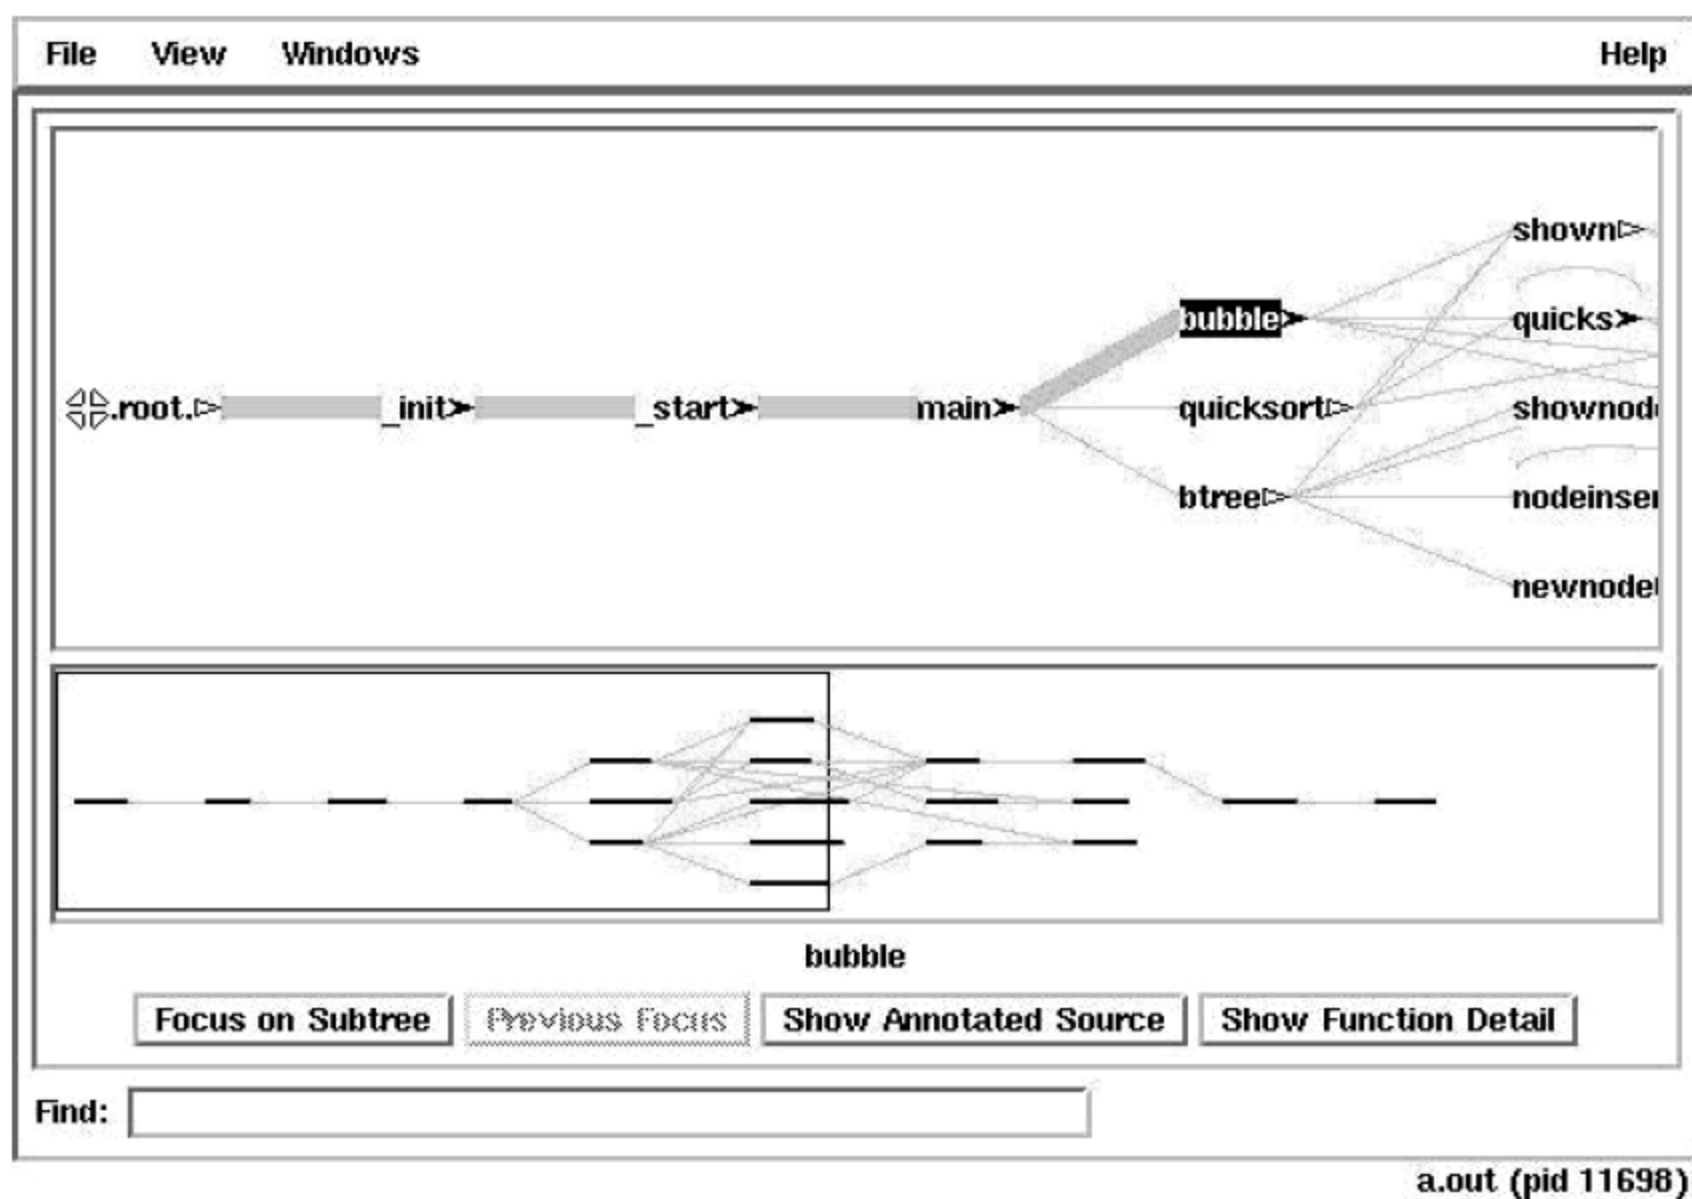 File View Windows Help
shown
bubble quicks
.root. _init _start main quicksort shownod
btree nodeinser
newnode
bubble
Focus on Subtree Previous Focus Show Annotated Source Show Function Detail
Find:
a.out (pid 11698)